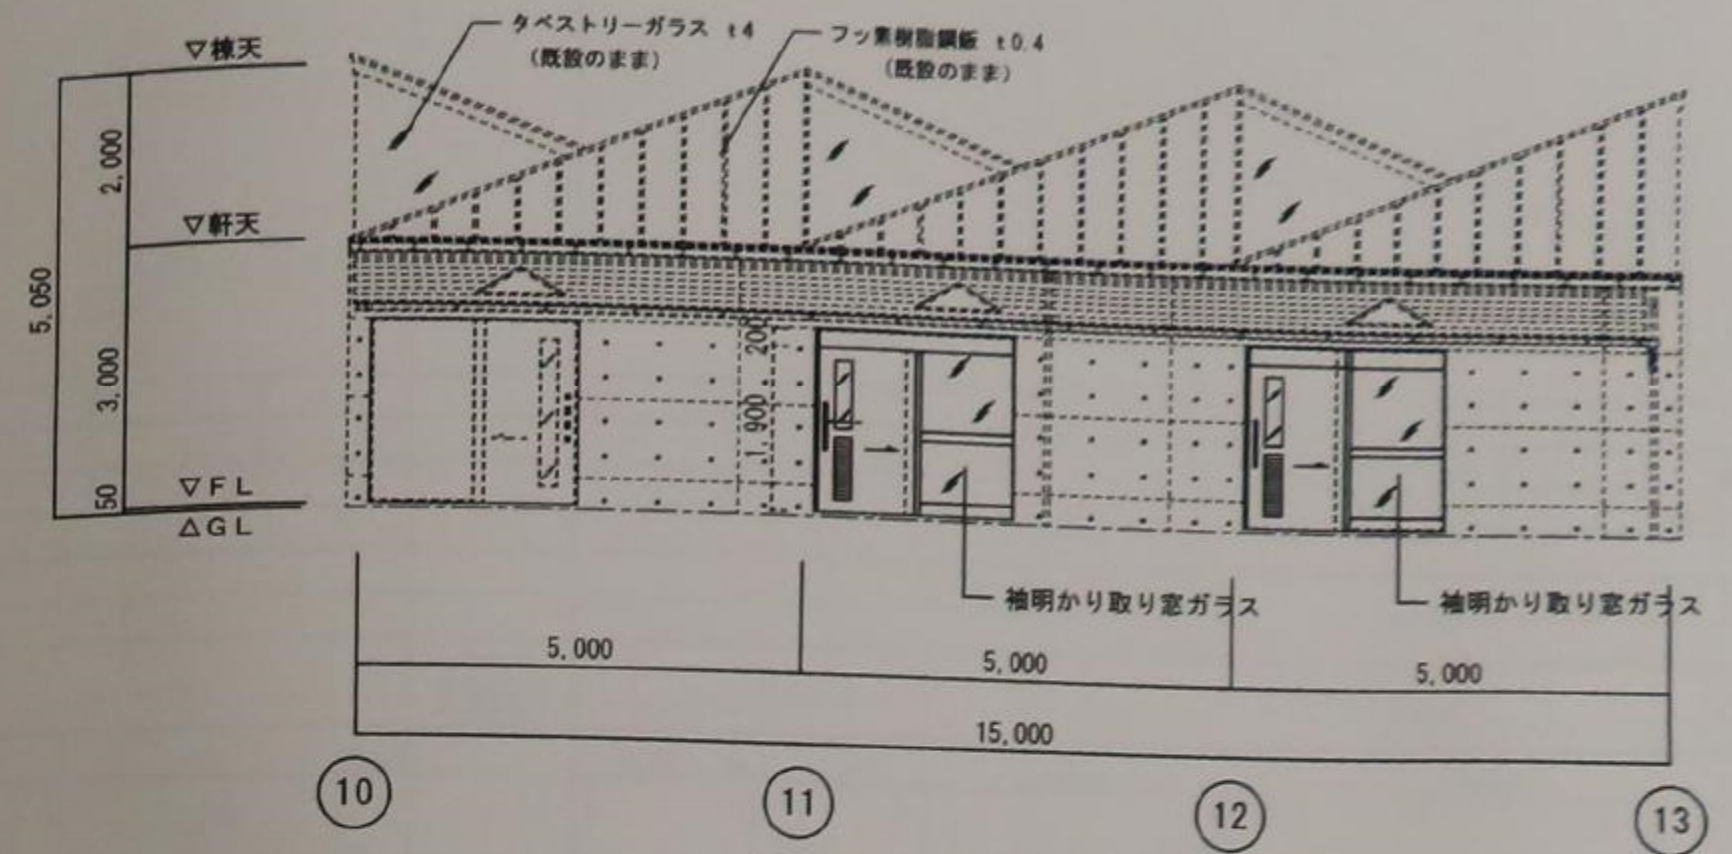 タペストリーガラス t4
(既設のまま)
フッ素樹脂鋼鈑 t0.4
(既設のまま)
▽棟天
2,000
▽軒天
5,050
3,000
200
1,900
50
▽FL
△GL
袖明かり取り窓ガラス
袖明かり取り窓ガラス
5,000
5,000
5,000
15,000
10
11
12
13